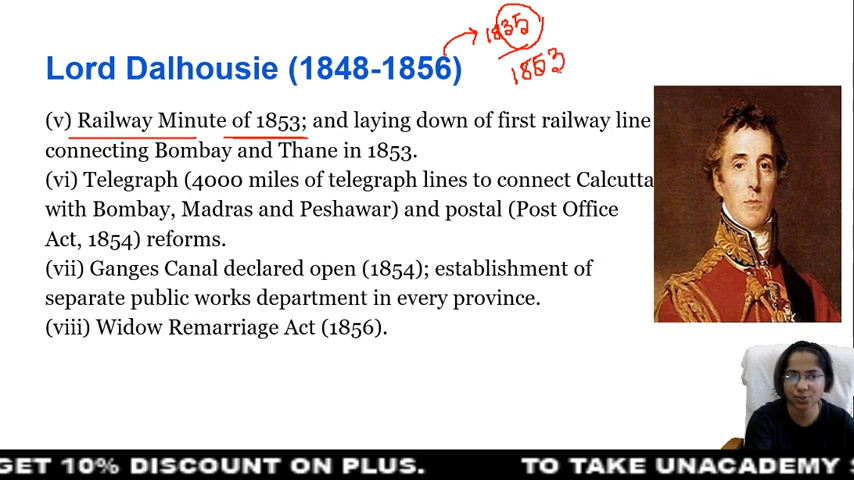 1835
1853
Lord Dalhousie (1848-1856)
(v) Railway Minute of 1853; and laying down of first railway line
connecting Bombay and Thane in 1853.
(vi) Telegraph (4000 miles of telegraph lines to connect Calcutta
with Bombay, Madras and Peshawar) and postal (Post Office
Act, 1854) reforms.
(vii) Ganges Canal declared open (1854); establishment of
separate public works department in every province.
(viii) Widow Remarriage Act (1856).
GET 10% DISCOUNT ON PLUS. TO TAKE UNACADEMY